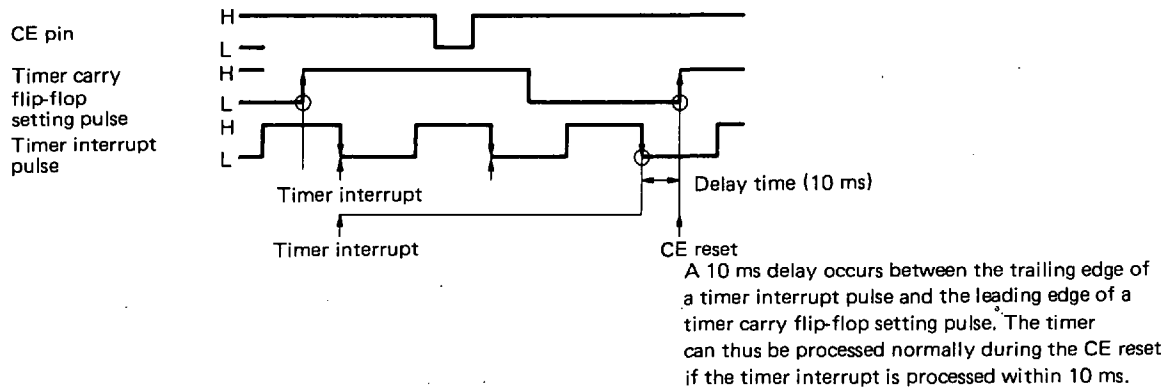 H
CE pin
L
Timer carry
flip-flop
setting pulse
H
L
Timer interrupt
pulse
H
L
Timer interrupt
Delay time (10 ms)
Timer interrupt
CE reset
A 10 ms delay occurs between the trailing edge of
a timer interrupt pulse and the leading edge of a
timer carry flip-flop setting pulse. The timer
can thus be processed normally during the CE reset
if the timer interrupt is processed within 10 ms.